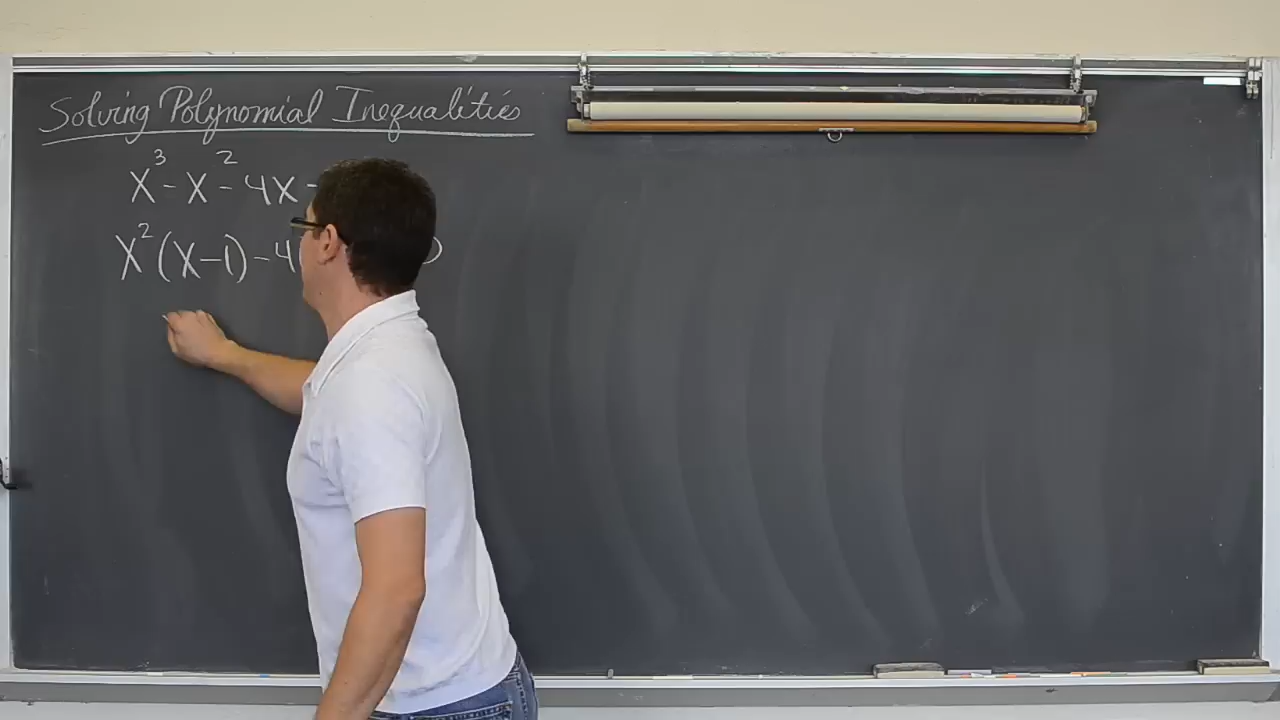 Solving Polynomial Inequalities
x³ - x² - 4x -
x²(x-1) - 4(